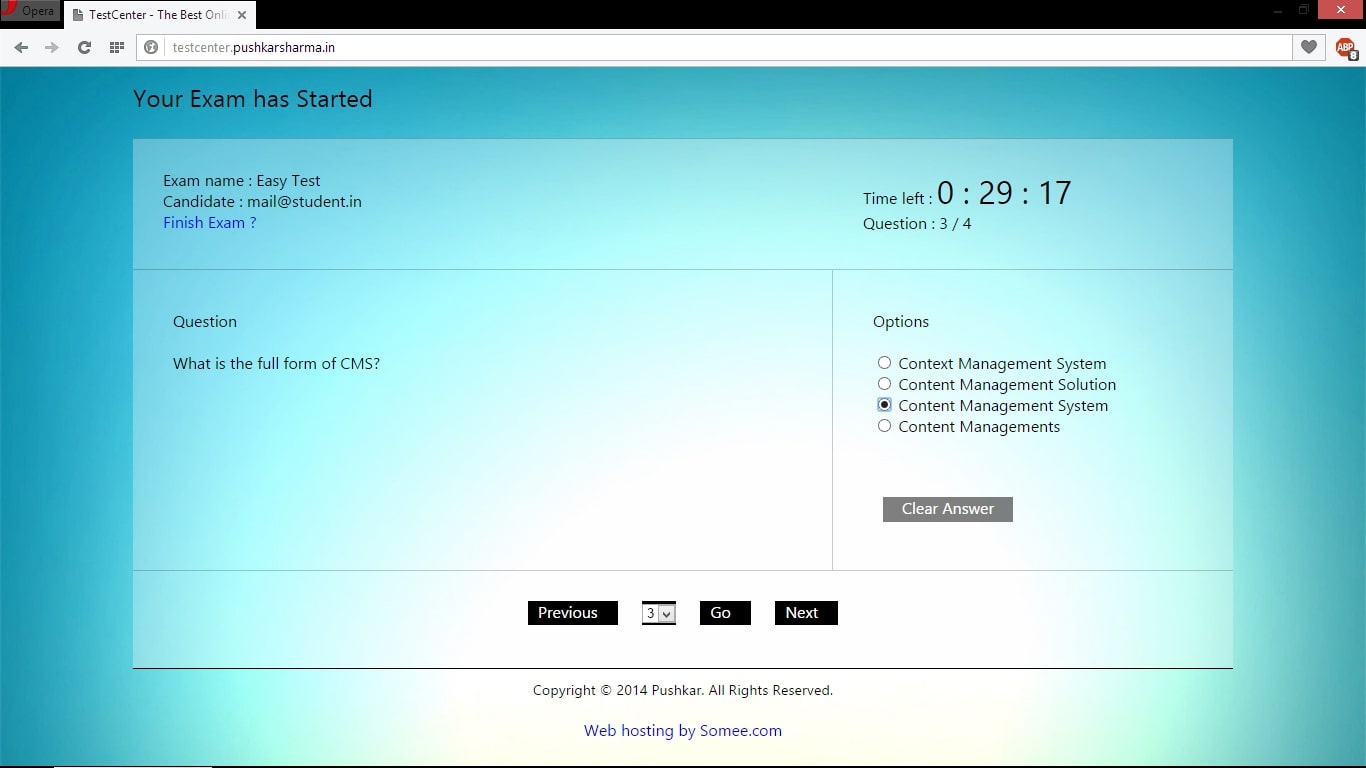 Opera
TestCenter - The Best Onli
testcenter.pushkarsharma.in
ABP
8
Your Exam has Started
Exam name : Easy Test
Candidate : mail@student.in
Finish Exam ?
Time left : 0 : 29 : 17
Question : 3 / 4
Question
What is the full form of CMS?
Options
Context Management System
Content Management Solution
Content Management System
Content Managements
Clear Answer
Previous 3 Go Next
Copyright © 2014 Pushkar. All Rights Reserved.
Web hosting by Somee.com